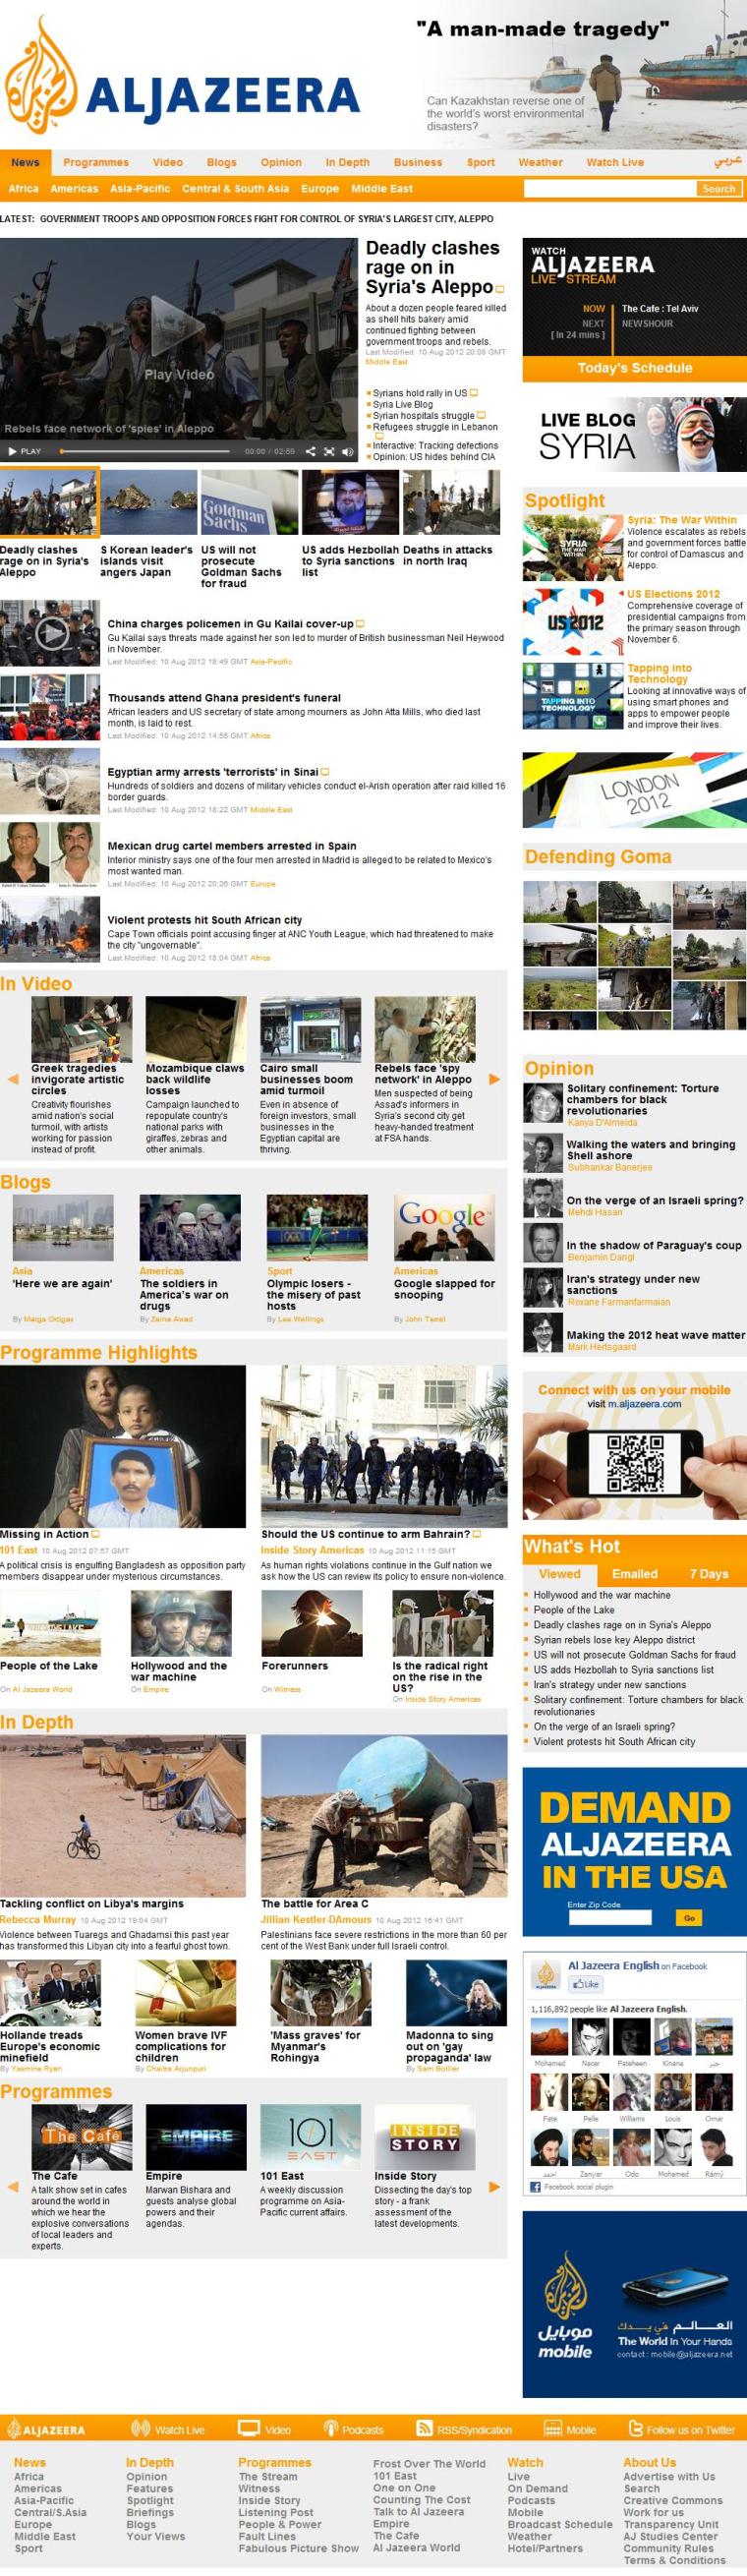 "A man-made tragedy"
ALJAZEERA
Can Kazakhstan reverse one of
the world's worst environmental
disasters?
News Programmes Video Blogs Opinion In Depth Business Sport Weather Watch Live عربي
Africa Americas Asia-Pacific Central & South Asia Europe Middle East Search
LATEST: GOVERNMENT TROOPS AND OPPOSITION FORCES FIGHT FOR CONTROL OF SYRIA'S LARGEST CITY, ALEPPO
Play Video
Rebels face network of 'spies' in Aleppo
PLAY 00:00 / 02:55
Deadly clashes
rage on in
Syria's Aleppo
About a dozen people feared killed
as shell hits bakery amid
continued fighting between
government troops and rebels.
Last Modified: 10 Aug 2012 20:08 GMT
Middle East
Syrians hold rally in US
Syria Live Blog
Syrian hospitals struggle
Refugees struggle in Lebanon
Interactive: Tracking defections
Opinion: US hides behind CIA
Goldman
Sachs
Deadly clashes
rage on in Syria's
Aleppo
S Korean leader's
islands visit
angers Japan
US will not
prosecute
Goldman Sachs
for fraud
US adds Hezbollah
to Syria sanctions
list
Deaths in attacks
in north Iraq
China charges policemen in Gu Kailai cover-up
Gu Kailai says threats made against her son led to murder of British businessman Neil Heywood
in November.
Last Modified: 10 Aug 2012 18:49 GMT Asia-Pacific
Thousands attend Ghana president's funeral
African leaders and US secretary of state among mourners as John Atta Mills, who died last
month, is laid to rest.
Last Modified: 10 Aug 2012 14:55 GMT Africa
Egyptian army arrests 'terrorists' in Sinai
Hundreds of soldiers and dozens of military vehicles conduct el-Arish operation after raid killed 16
border guards.
Last Modified: 10 Aug 2012 18:22 GMT Middle East
Mexican drug cartel members arrested in Spain
Interior ministry says one of the four men arrested in Madrid is alleged to be related to Mexico's
most wanted man.
Last Modified: 10 Aug 2012 20:26 GMT Europe
Violent protests hit South African city
Cape Town officials point accusing finger at ANC Youth League, which had threatened to make
the city "ungovernable".
Last Modified: 10 Aug 2012 18:04 GMT Africa
In Video
Greek tragedies
invigorate artistic
circles
Creativity flourishes
amid nation's social
turmoil, with artists
working for passion
instead of profit.
Mozambique claws
back wildlife
losses
Campaign launched to
repopulate country's
national parks with
giraffes, zebras and
other animals.
Cairo small
businesses boom
amid turmoil
Even in absence of
foreign investors, small
businesses in the
Egyptian capital are
thriving.
Rebels face 'spy
network' in Aleppo
Men suspected of being
Assad's informers in
Syria's second city get
heavy-handed treatment
at FSA hands.
Blogs
Google
Asia
'Here we are again'
By Marga Ortigas
Americas
The soldiers in
America's war on
drugs
By Zeina Awad
Sport
Olympic losers -
the misery of past
hosts
By Lee Wellings
Americas
Google slapped for
snooping
By John Terrett
Programme Highlights
Missing in Action
101 East 10 Aug 2012 07:57 GMT
A political crisis is engulfing Bangladesh as opposition party
members disappear under mysterious circumstances.
Should the US continue to arm Bahrain?
Inside Story Americas 10 Aug 2012 11:15 GMT
As human rights violations continue in the Gulf nation we
ask how the US can review its policy to ensure non-violence.
People of the Lake
On Al Jazeera World
Hollywood and the
war machine
On Empire
Forerunners
On Witness
Is the radical right
on the rise in the
US?
On Inside Story Americas
In Depth
Tackling conflict on Libya's margins
Rebecca Murray 10 Aug 2012 19:04 GMT
Violence between Tuaregs and Ghadamsi this past year
has transformed this Libyan city into a fearful ghost town.
The battle for Area C
Jillian Kestler-DAmours 10 Aug 2012 16:41 GMT
Palestinians face severe restrictions in the more than 60 per
cent of the West Bank under full Israeli control.
Hollande treads
Europe's economic
minefield
By Yasmine Ryan
Women brave IVF
complications for
children
By Charles Arjunpuri
'Mass graves' for
Myanmar's
Rohingya
Madonna to sing
out on 'gay
propaganda' law
By Sam Bollier
Programmes
The Café
EMPIRE
101
EAST
INSIDE
STORY
The Cafe
A talk show set in cafes
around the world in
which we hear the
explosive conversations
of local leaders and
experts.
Empire
Marwan Bishara and
guests analyse global
powers and their
agendas.
101 East
A weekly discussion
programme on Asia-
Pacific current affairs.
Inside Story
Dissecting the day's top
story - a frank
assessment of the
latest developments.
WATCH
ALJAZEERA
LIVE STREAM
NOW The Cafe : Tel Aviv
NEXT NEWSHOUR
[ In 24 mins ]
Today's Schedule
LIVE BLOG
SYRIA
Spotlight
SYRIA
THE WAR
WITHIN
Syria: The War Within
Violence escalates as rebels
and government forces battle
for control of Damascus and
Aleppo.
US 2012
US Elections 2012
Comprehensive coverage of
presidential campaigns from
the primary season through
November 6.
TAPPING INTO
TECHNOLOGY
Tapping into
Technology
Looking at innovative ways of
using smart phones and
apps to empower people
and improve their lives.
LONDON
2012
Defending Goma
Opinion
Solitary confinement: Torture
chambers for black
revolutionaries
Kanya D'Almeida
Walking the waters and bringing
Shell ashore
Subhankar Banerjee
On the verge of an Israeli spring?
Mehdi Hasan
In the shadow of Paraguay's coup
Benjamin Dangl
Iran's strategy under new
sanctions
Roxane Farmanfarmaian
Making the 2012 heat wave matter
Mark Hertsgaard
Connect with us on your mobile
visit m.aljazeera.com
What's Hot
Viewed Emailed 7 Days
Hollywood and the war machine
People of the Lake
Deadly clashes rage on in Syria's Aleppo
Syrian rebels lose key Aleppo district
US will not prosecute Goldman Sachs for fraud
US adds Hezbollah to Syria sanctions list
Iran's strategy under new sanctions
Solitary confinement: Torture chambers for black
revolutionaries
On the verge of an Israeli spring?
Violent protests hit South African city
DEMAND
ALJAZEERA
IN THE USA
Enter Zip Code
Go
Al Jazeera English on Facebook
Like
1,116,892 people like Al Jazeera English.
Mohamed Nacer Fatsheen Kinana جبر
Fate Pelle Williams Louis Omar
احمد Zanyar Odo Mohamed Rámy
Facebook social plugin
موبايل
mobile
العـــالـــم في يــدك
The World In Your Hands
contact : mobile@aljazeera.net
ALJAZEERA Watch Live Video Podcasts RSS/Syndication Mobile Follow us on Twitter
News
Africa
Americas
Asia-Pacific
Central/S.Asia
Europe
Middle East
Sport
In Depth
Opinion
Features
Spotlight
Briefings
Blogs
Your Views
Programmes
The Stream
Witness
Inside Story
Listening Post
People & Power
Fault Lines
Fabulous Picture Show
Frost Over The World
101 East
One on One
Counting The Cost
Talk to Al Jazeera
Empire
The Cafe
Al Jazeera World
Watch
Live
On Demand
Podcasts
Mobile
Broadcast Schedule
Weather
Hotel/Partners
About Us
Advertise with Us
Search
Creative Commons
Work for us
Transparency Unit
AJ Studies Center
Community Rules
Terms & Conditions